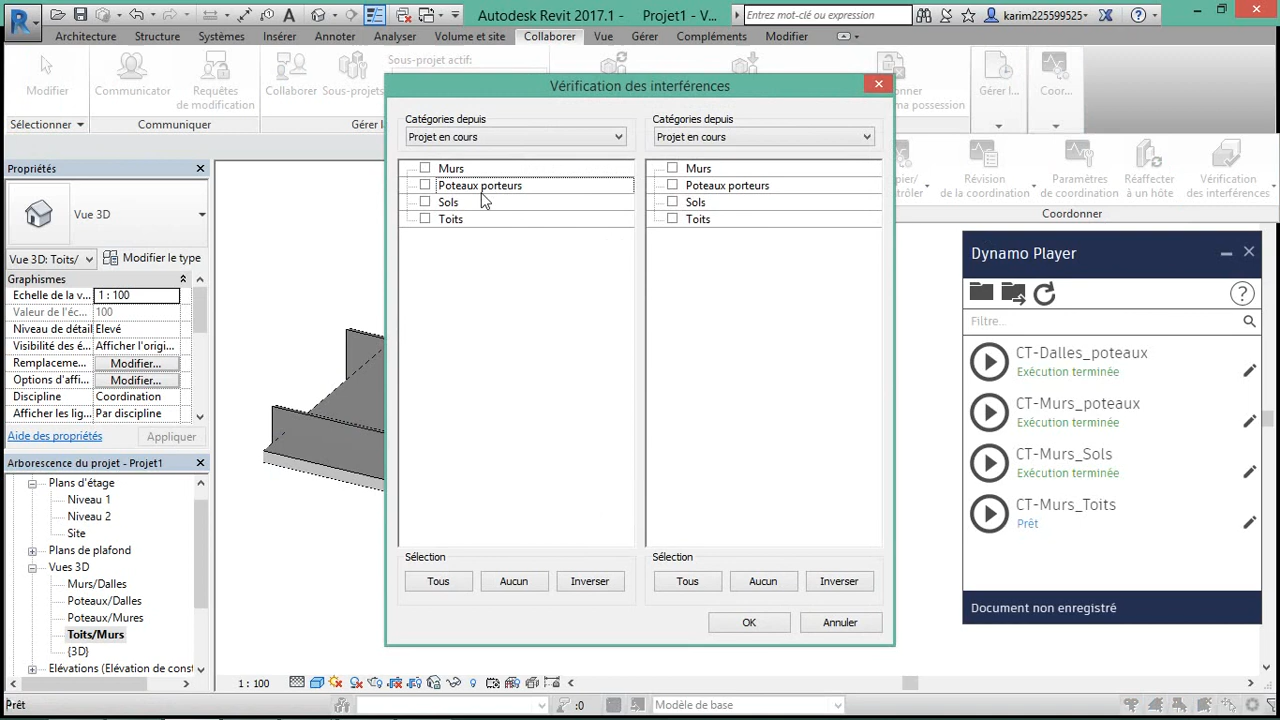 Autodesk Revit 2017.1 - Projet1 - V...
Entrez mot-clé ou expression
karim225599525
Architecture Structure Systèmes Insérer Annoter Analyser Volume et site Collaborer Vue Gérer Compléments Modifier
Sous-projet actif:
Modifier
Communicator
Requêtes
de modification
Collaborer
Sous-projets
Gérer l...
Coor...
Sélectionner
Communiquer
Propriétés
Vue 3D
Vue 3D: Toits/
Modifier le type
Graphismes
Echelle de la v... 1 : 100
Valeur de l'éc... 100
Niveau de détail Elevé
Visibilité des é... Afficher l'origi...
Remplaceme... Modifier...
Options d'affi... Modifier...
Discipline Coordination
Afficher les lig... Par discipline
Aide des propriétés
Appliquer
Arborescence du projet - Projet1
Plans d'étage
Niveau 1
Niveau 2
Site
Plans de plafond
Vues 3D
Murs/Dalles
Poteaux/Dalles
Poteaux/Mures
Toits/Murs
{3D}
Elévations (Elévation de const
Vérification des interférences
Catégories depuis
Projet en cours
Murs
Poteaux porteurs
Sols
Toits
Sélection
Tous Aucun Inverser
Catégories depuis
Projet en cours
Murs
Poteaux porteurs
Sols
Toits
Sélection
Tous Aucun Inverser
OK Annuler
Révision
de la coordination
Paramètres
de coordination
Réaffecter
à un hôte
Vérification
des interférences
Coordonner
Dynamo Player
Filtre...
CT-Dalles_poteaux
Exécution terminée
CT-Murs_poteaux
Exécution terminée
CT-Murs_Sols
Exécution terminée
CT-Murs_Toits
Prêt
Document non enregistré
1 : 100
Prêt
:0
Modèle de base